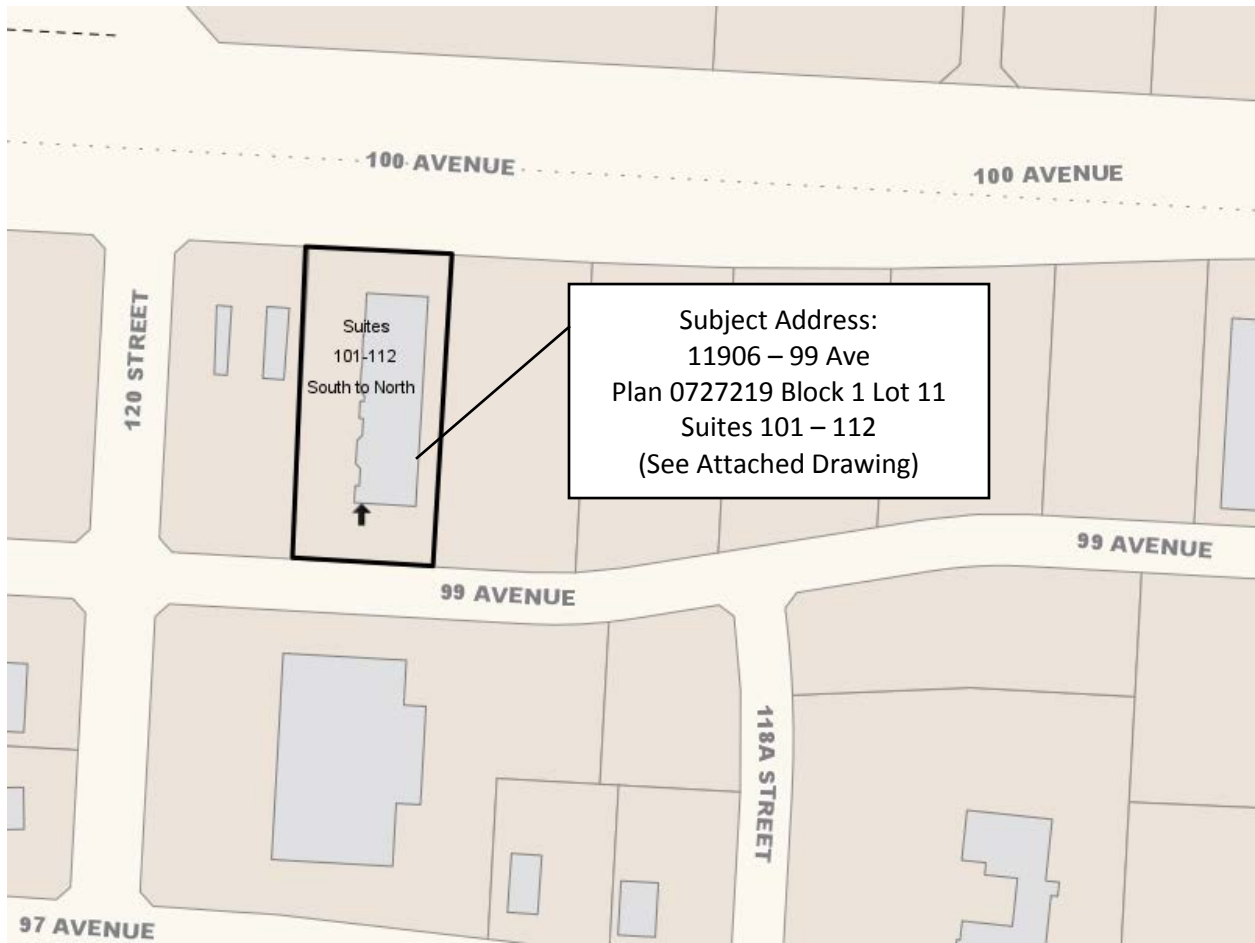 100 AVENUE
100 AVENUE
120 STREET
Suites
101-112
South to North
Subject Address:
11906 – 99 Ave
Plan 0727219 Block 1 Lot 11
Suites 101 – 112
(See Attached Drawing)
99 AVENUE
99 AVENUE
118A STREET
97 AVENUE